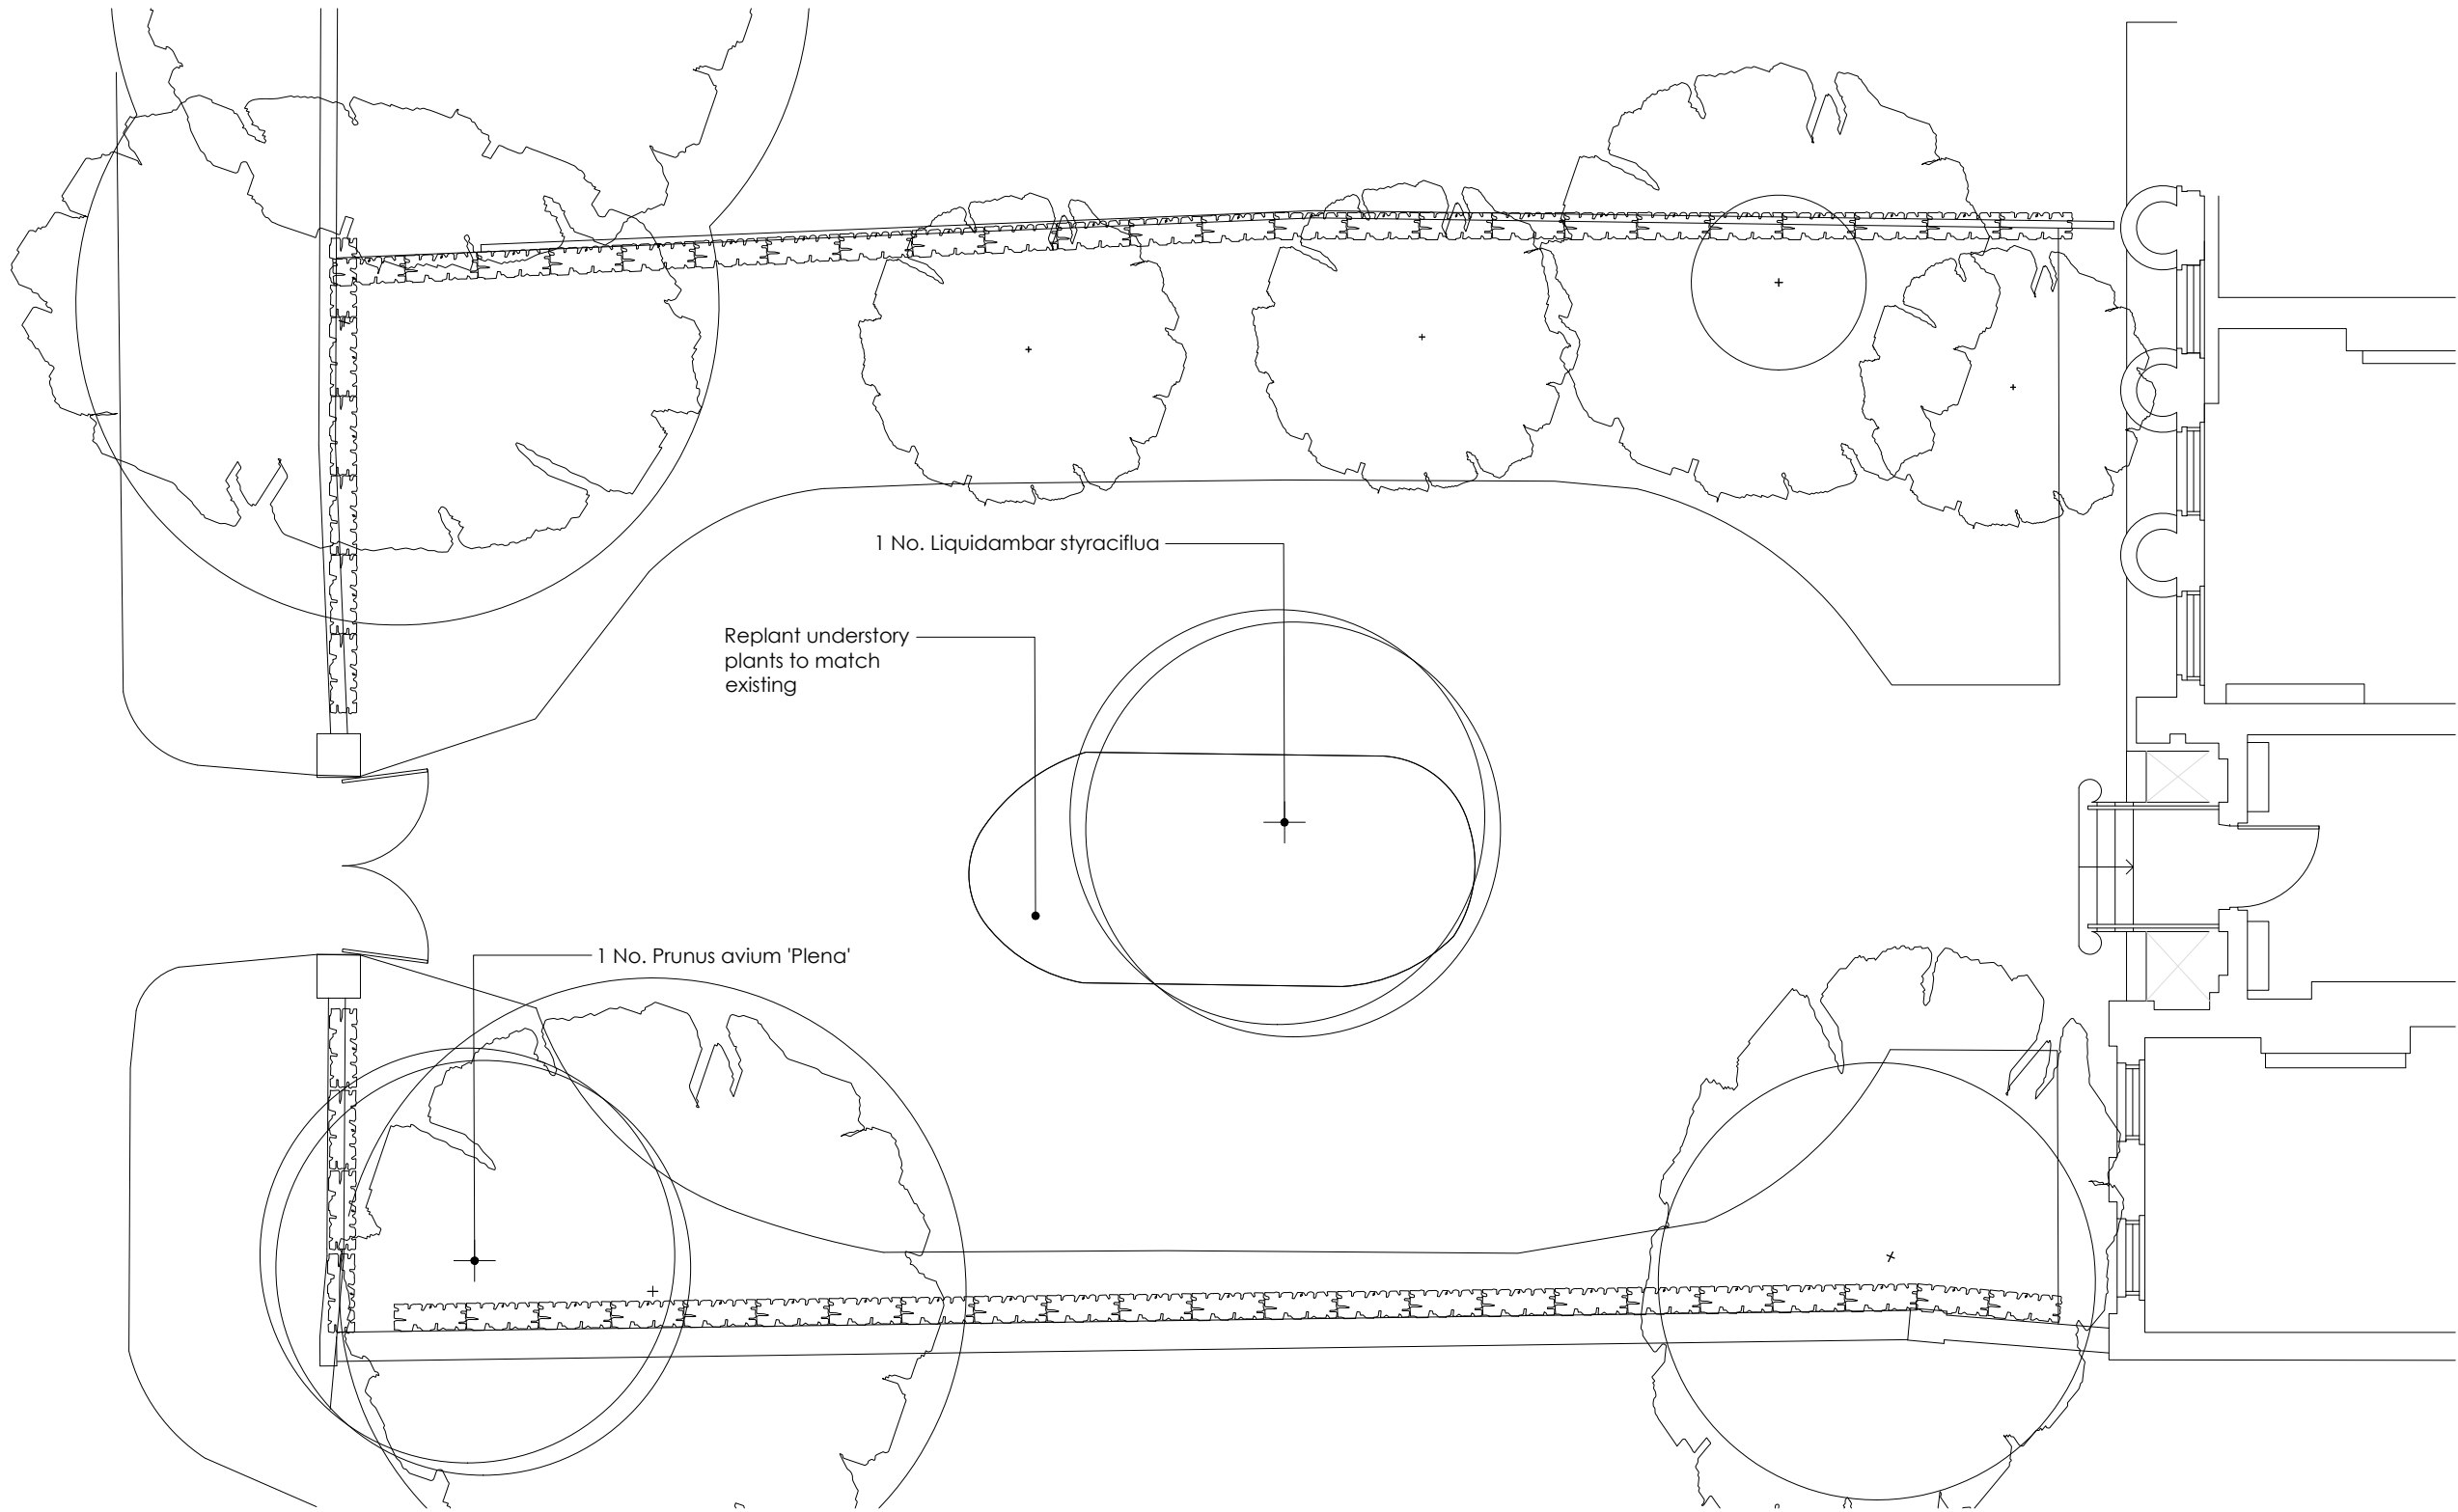 1 No. Liquidambar styraciflua
Replant understory
plants to match
existing
1 No. Prunus avium 'Plena'